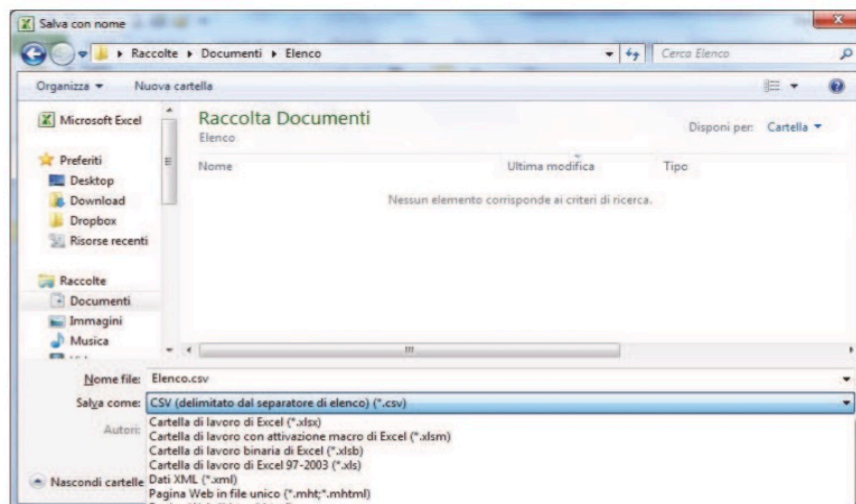 Salva con nome
Raccolte Documenti Elenco Cerca Elenco
Organizza Nuova cartella
Microsoft Excel
Preferiti
Desktop
Download
Dropbox
Risorse recenti
Raccolte
Documenti
Immagini
Musica
Raccolta Documenti
Elenco
Disponi per: Cartella
Nome Ultima modifica Tipo
Nessun elemento corrisponde ai criteri di ricerca.
Nome file: Elenco.csv
Salva come: CSV (delimitato dal separatore di elenco) (*.csv)
Autori:
Cartella di lavoro di Excel (*.xlsx)
Cartella di lavoro con attivazione macro di Excel (*.xlsm)
Cartella di lavoro binaria di Excel (*.xlsb)
Cartella di lavoro di Excel 97-2003 (*.xls)
Dati XML (*.xml)
Pagina Web in file unico (*.mht;*.mhtml)
Nascondi cartelle